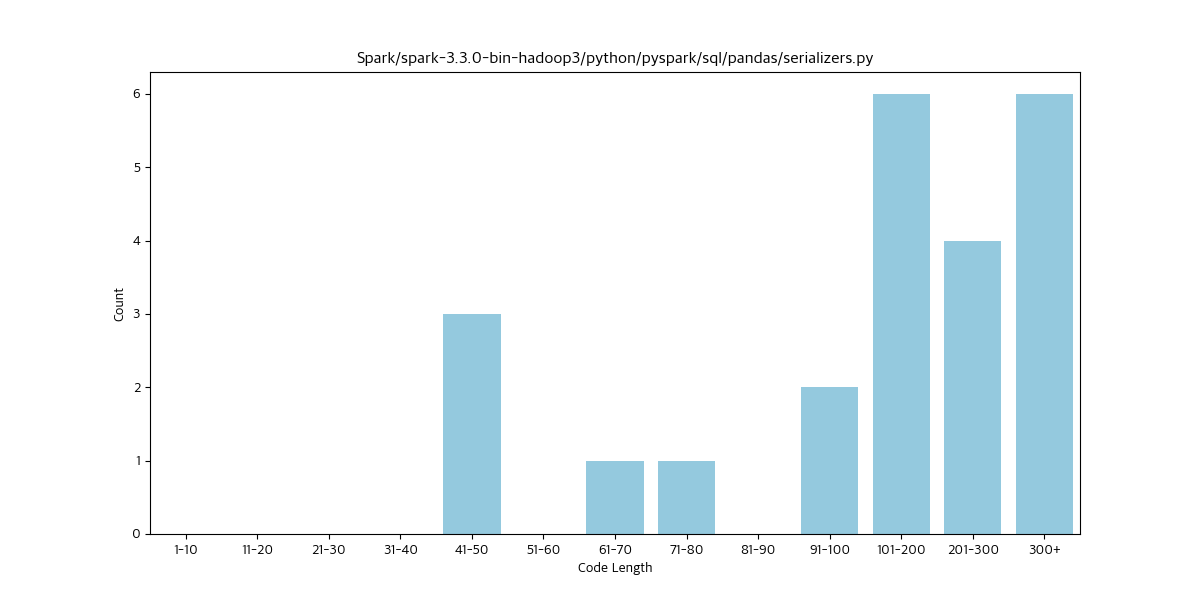 Spark/spark-3.3.0-bin-hadoop3/python/pyspark/sql/pandas/serializers.py
6
5
4
3
2
1
0
Count
1-10 11-20 21-30 31-40 41-50 51-60 61-70 71-80 81-90 91-100 101-200 201-300 300+
Code Length